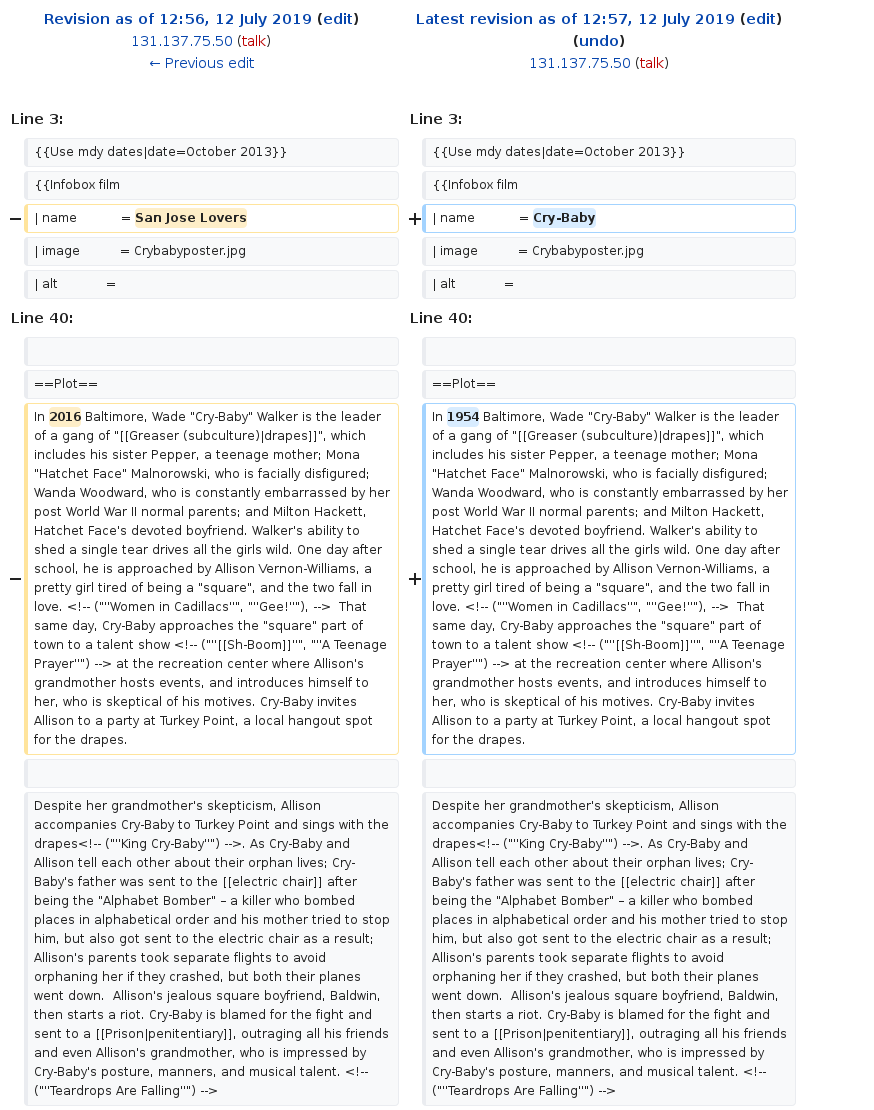 Revision as of 12:56, 12 July 2019 (edit)
131.137.75.50 (talk)
← Previous edit
Latest revision as of 12:57, 12 July 2019 (edit)
(undo)
131.137.75.50 (talk)
Line 3:
Line 3:
{{Use mdy dates|date=October 2013}}
{{Use mdy dates|date=October 2013}}
{{Infobox film
{{Infobox film
− | name = San Jose Lovers
+ | name = Cry-Baby
| image = Crybabyposter.jpg
| image = Crybabyposter.jpg
| alt =
| alt =
Line 40:
Line 40:
==Plot==
==Plot==
−
In 2016 Baltimore, Wade "Cry-Baby" Walker is the leader
of a gang of "[[Greaser (subculture)|drapes]]", which
includes his sister Pepper, a teenage mother; Mona
"Hatchet Face" Malnorowski, who is facially disfigured;
Wanda Woodward, who is constantly embarrassed by her
post World War II normal parents; and Milton Hackett,
Hatchet Face's devoted boyfriend. Walker's ability to
shed a single tear drives all the girls wild. One day after
school, he is approached by Allison Vernon-Williams, a
pretty girl tired of being a "square", and the two fall in
love. <!-- ("''Women in Cadillacs''", "''Gee!''"), --> That
same day, Cry-Baby approaches the "square" part of
town to a talent show <!-- ("''[[Sh-Boom]]''", "''A Teenage
Prayer''") --> at the recreation center where Allison's
grandmother hosts events, and introduces himself to
her, who is skeptical of his motives. Cry-Baby invites
Allison to a party at Turkey Point, a local hangout spot
for the drapes.
+
In 1954 Baltimore, Wade "Cry-Baby" Walker is the leader
of a gang of "[[Greaser (subculture)|drapes]]", which
includes his sister Pepper, a teenage mother; Mona
"Hatchet Face" Malnorowski, who is facially disfigured;
Wanda Woodward, who is constantly embarrassed by her
post World War II normal parents; and Milton Hackett,
Hatchet Face's devoted boyfriend. Walker's ability to
shed a single tear drives all the girls wild. One day after
school, he is approached by Allison Vernon-Williams, a
pretty girl tired of being a "square", and the two fall in
love. <!-- ("''Women in Cadillacs''", "''Gee!''"), --> That
same day, Cry-Baby approaches the "square" part of
town to a talent show <!-- ("''[[Sh-Boom]]''", "''A Teenage
Prayer''") --> at the recreation center where Allison's
grandmother hosts events, and introduces himself to
her, who is skeptical of his motives. Cry-Baby invites
Allison to a party at Turkey Point, a local hangout spot
for the drapes.
Despite her grandmother's skepticism, Allison
accompanies Cry-Baby to Turkey Point and sings with the
drapes<!-- ("''King Cry-Baby''") -->. As Cry-Baby and
Allison tell each other about their orphan lives; Cry-
Baby's father was sent to the [[electric chair]] after
being the "Alphabet Bomber" – a killer who bombed
places in alphabetical order and his mother tried to stop
him, but also got sent to the electric chair as a result;
Allison's parents took separate flights to avoid
orphaning her if they crashed, but both their planes
went down. Allison's jealous square boyfriend, Baldwin,
then starts a riot. Cry-Baby is blamed for the fight and
sent to a [[Prison|penitentiary]], outraging all his friends
and even Allison's grandmother, who is impressed by
Cry-Baby's posture, manners, and musical talent. <!--
("''Teardrops Are Falling''") -->
Despite her grandmother's skepticism, Allison
accompanies Cry-Baby to Turkey Point and sings with the
drapes<!-- ("''King Cry-Baby''") -->. As Cry-Baby and
Allison tell each other about their orphan lives; Cry-
Baby's father was sent to the [[electric chair]] after
being the "Alphabet Bomber" – a killer who bombed
places in alphabetical order and his mother tried to stop
him, but also got sent to the electric chair as a result;
Allison's parents took separate flights to avoid
orphaning her if they crashed, but both their planes
went down. Allison's jealous square boyfriend, Baldwin,
then starts a riot. Cry-Baby is blamed for the fight and
sent to a [[Prison|penitentiary]], outraging all his friends
and even Allison's grandmother, who is impressed by
Cry-Baby's posture, manners, and musical talent. <!--
("''Teardrops Are Falling''") -->